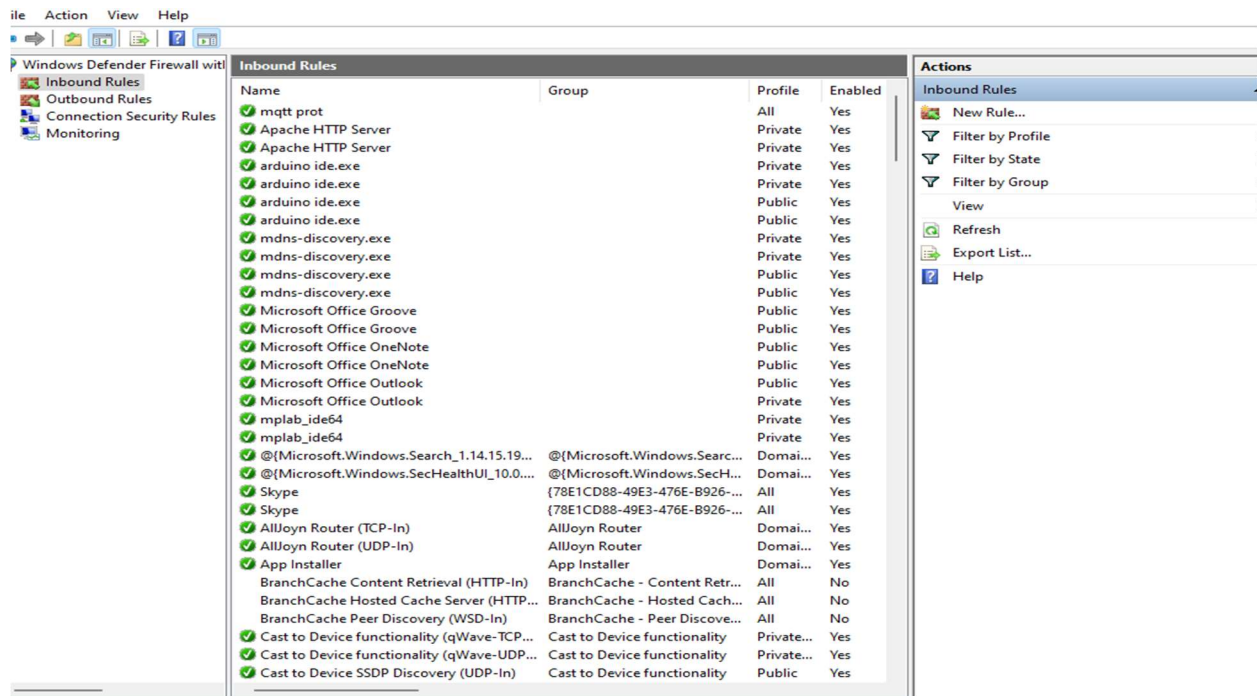 ile Action View Help
Windows Defender Firewall witl
Inbound Rules
Outbound Rules
Connection Security Rules
Monitoring
Inbound Rules
Name Group Profile Enabled
mqtt prot All Yes
Apache HTTP Server Private Yes
Apache HTTP Server Private Yes
arduino ide.exe Private Yes
arduino ide.exe Private Yes
arduino ide.exe Public Yes
arduino ide.exe Public Yes
mdns-discovery.exe Private Yes
mdns-discovery.exe Private Yes
mdns-discovery.exe Public Yes
mdns-discovery.exe Public Yes
Microsoft Office Groove Public Yes
Microsoft Office Groove Public Yes
Microsoft Office OneNote Public Yes
Microsoft Office OneNote Public Yes
Microsoft Office Outlook Public Yes
Microsoft Office Outlook Private Yes
mplab_ide64 Private Yes
mplab_ide64 Private Yes
@{Microsoft.Windows.Search_1.14.15.19... @{Microsoft.Windows.Searc... Domai... Yes
@{Microsoft.Windows.SecHealthUI_10.0.... @{Microsoft.Windows.SecH... Domai... Yes
Skype {78E1CD88-49E3-476E-B926-... All Yes
Skype {78E1CD88-49E3-476E-B926-... All Yes
AllJoyn Router (TCP-In) AllJoyn Router Domai... Yes
AllJoyn Router (UDP-In) AllJoyn Router Domai... Yes
App Installer App Installer Domai... Yes
BranchCache Content Retrieval (HTTP-In) BranchCache - Content Retr... All No
BranchCache Hosted Cache Server (HTTP... BranchCache - Hosted Cach... All No
BranchCache Peer Discovery (WSD-In) BranchCache - Peer Discove... All No
Cast to Device functionality (qWave-TCP... Cast to Device functionality Private... Yes
Cast to Device functionality (qWave-UDP... Cast to Device functionality Private... Yes
Cast to Device SSDP Discovery (UDP-In) Cast to Device functionality Public Yes
Actions
Inbound Rules
New Rule...
Filter by Profile
Filter by State
Filter by Group
View
Refresh
Export List...
Help